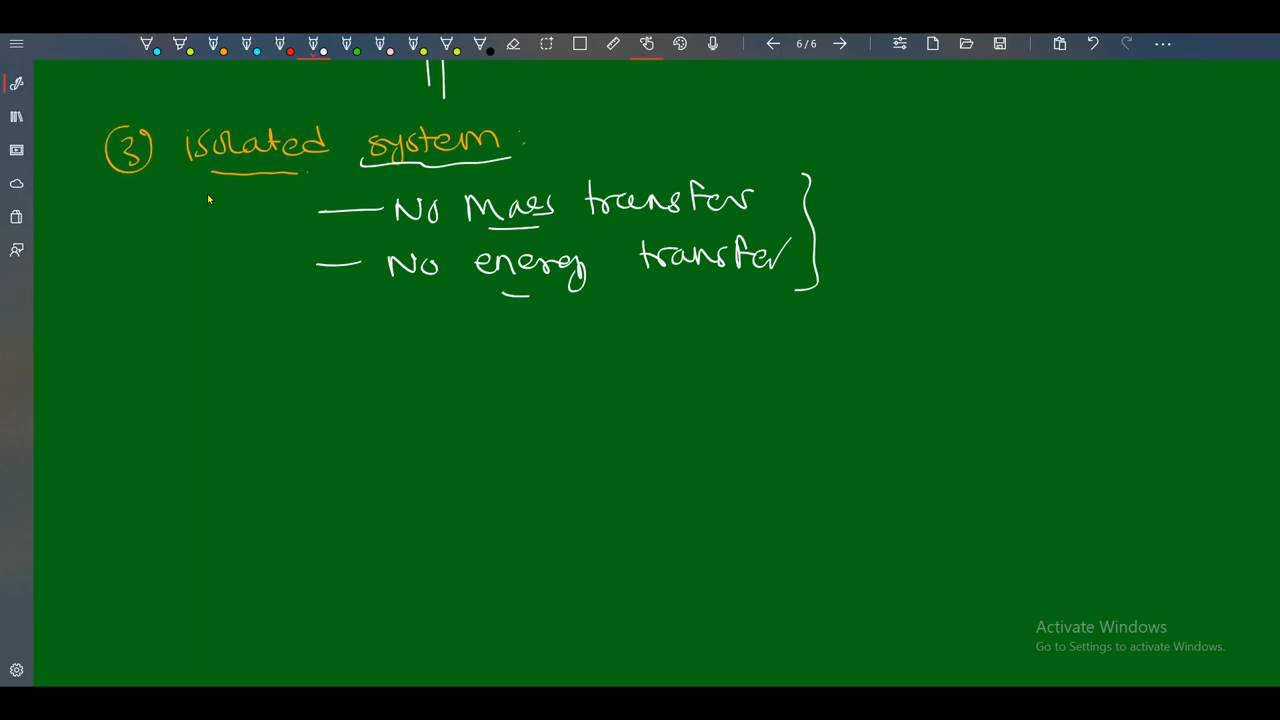 6/6
③ isolated system:
— No Mass transfer
— No energy transfer
Activate Windows
Go to Settings to activate Windows.